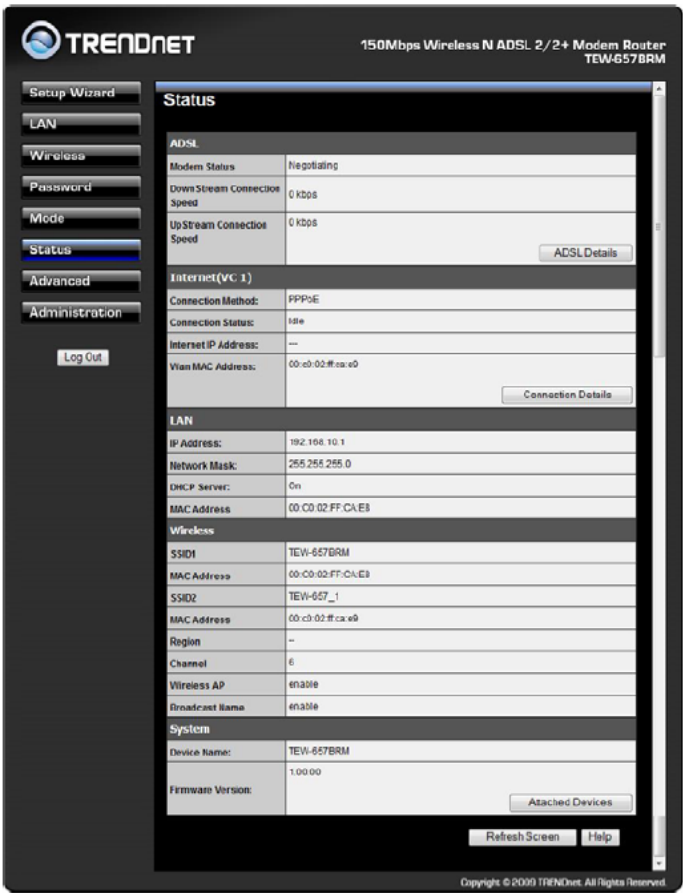 TRENDNET
150Mbps Wireless N ADSL 2/2+ Modem Router
TEW-657BRM
Setup Wizard
LAN
Wireless
Password
Mode
Status
Advanced
Administration
Log Out
Status
ADSL
Modem Status Negotiating
DownStream Connection Speed 0 kbps
UpStream Connection Speed 0 kbps
ADSL Details
Internet(VC 1)
Connection Method: PPPoE
Connection Status: Idle
Internet IP Address: ---
Wan MAC Address: 00:c0:02:ff:ca:e9
Connection Details
LAN
IP Address: 192.168.10.1
Network Mask: 255.255.255.0
DHCP Server: On
MAC Address 00:C0:02:FF:CA:E8
Wireless
SSID1 TEW-657BRM
MAC Address 00:C0:02:FF:CA:E8
SSID2 TEW-657_1
MAC Address 00:c0:02:ff:ca:e9
Region --
Channel 6
Wireless AP enable
Broadcast Name enable
System
Device Name: TEW-657BRM
Firmware Version: 1.00.00
Attached Devices
Refresh Screen Help
Copyright © 2009 TRENDnet. All Rights Reserved.